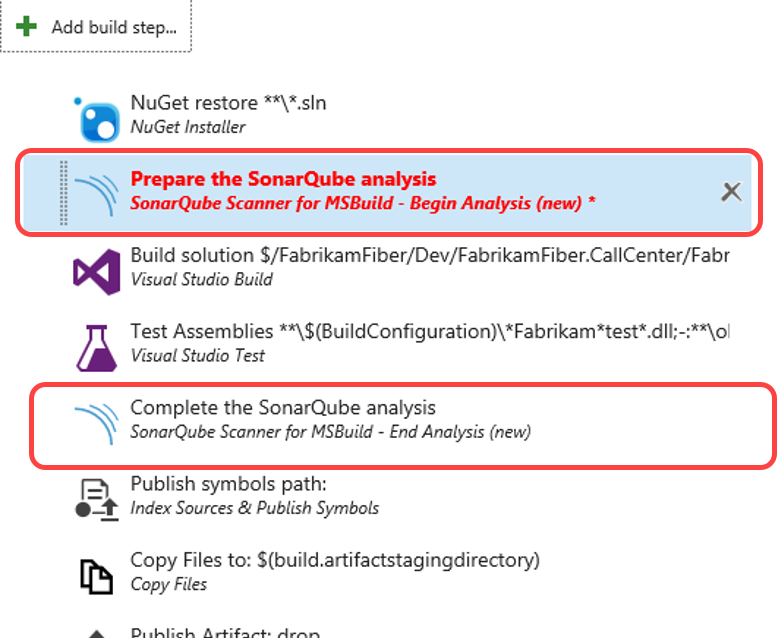 Add build step...
NuGet restore **\*.sln
NuGet Installer
Prepare the SonarQube analysis
SonarQube Scanner for MSBuild - Begin Analysis (new) *
Build solution $/FabrikamFiber/Dev/FabrikamFiber.CallCenter/Fabr
Visual Studio Build
Test Assemblies **\$(BuildConfiguration)\*Fabrikam*test*.dll;-:**\ol
Visual Studio Test
Complete the SonarQube analysis
SonarQube Scanner for MSBuild - End Analysis (new)
Publish symbols path:
Index Sources & Publish Symbols
Copy Files to: $(build.artifactstagingdirectory)
Copy Files
Publish Artifact: drop